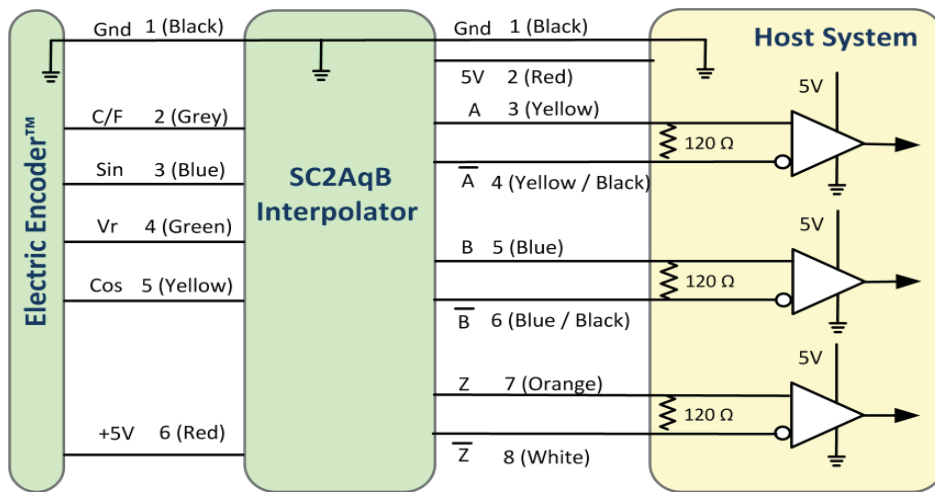 Electric Encoder™
Gnd 1 (Black)
C/F 2 (Grey)
Sin 3 (Blue)
Vr 4 (Green)
Cos 5 (Yellow)
+5V 6 (Red)
SC2AqB
Interpolator
Gnd 1 (Black)
5V 2 (Red)
A 3 (Yellow)
A̅ 4 (Yellow / Black)
B 5 (Blue)
B̅ 6 (Blue / Black)
Z 7 (Orange)
Z̅ 8 (White)
Host System
5V
120 Ω
5V
120 Ω
5V
120 Ω